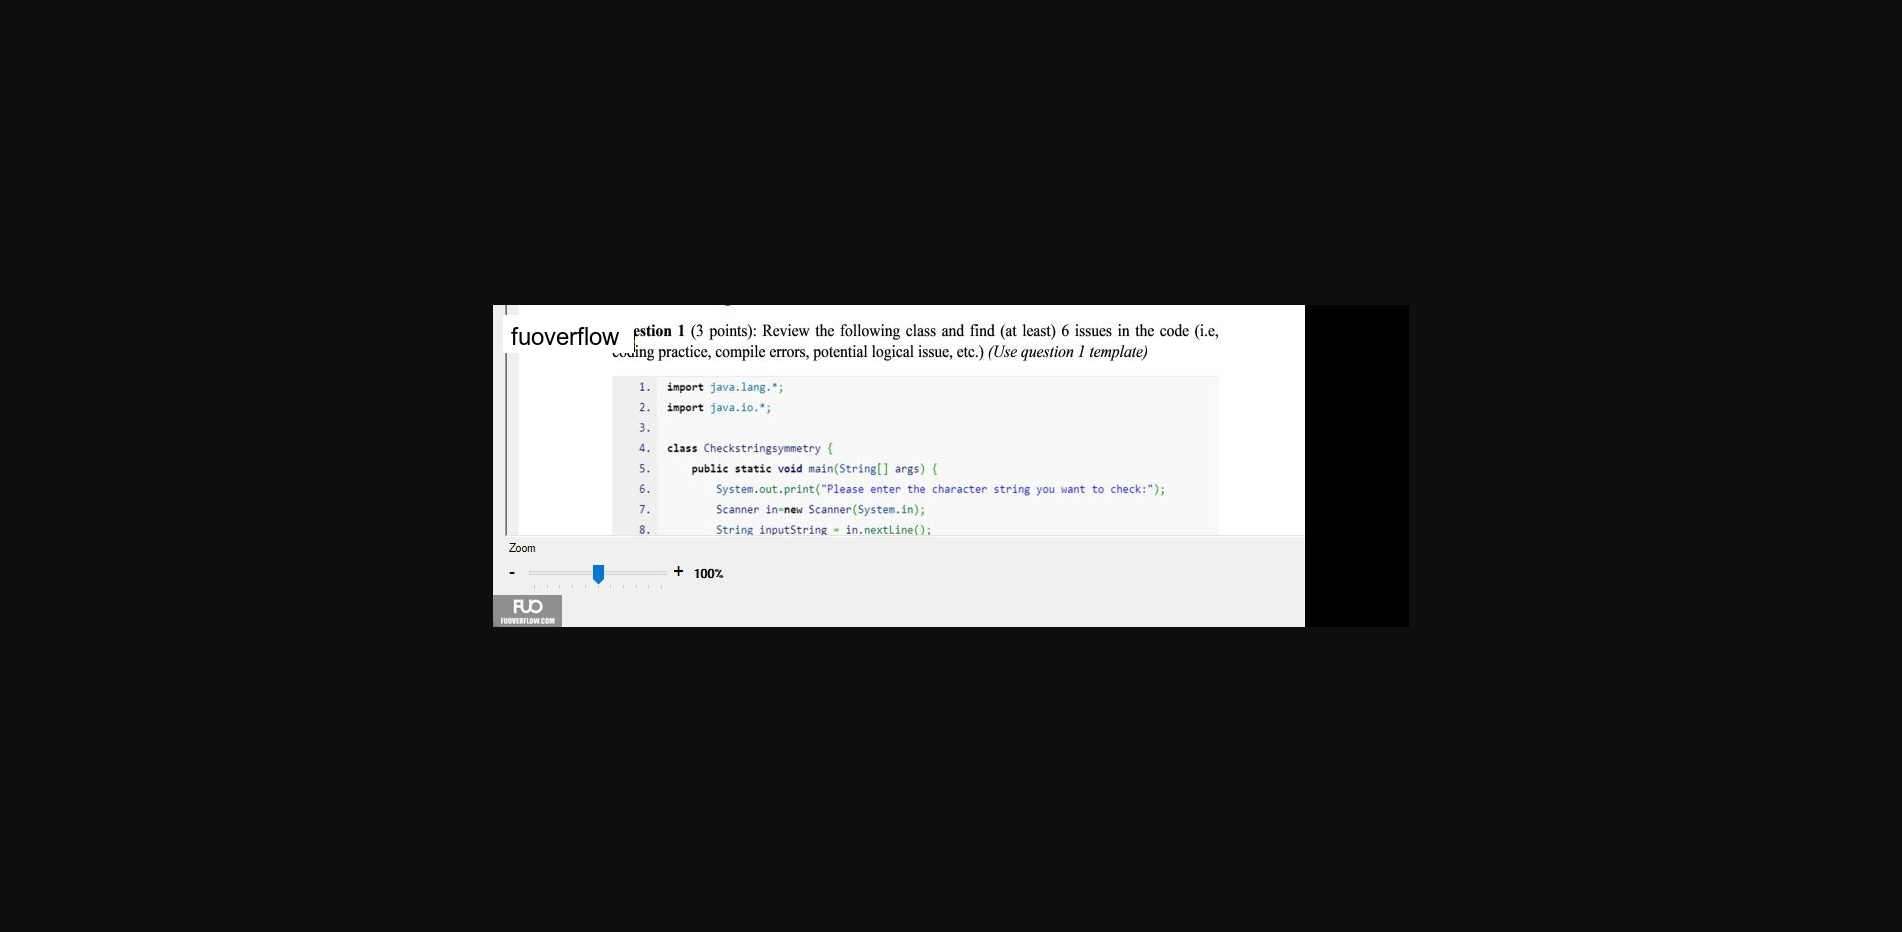 fuoverflow
estion 1 (3 points): Review the following class and find (at least) 6 issues in the code (i.e,
ing practice, compile errors, potential logical issue, etc.) (Use question 1 template)
1. import java.lang.*;
2. import java.io.*;
3.
4. class Checkstringsymmetry {
5. public static void main(String[] args) {
6. System.out.print("Please enter the character string you want to check:");
7. Scanner in=new Scanner(System.in);
8. String inputString = in.nextLine();
Zoom
- + 100%
FUO
FUOVERFLOW.COM